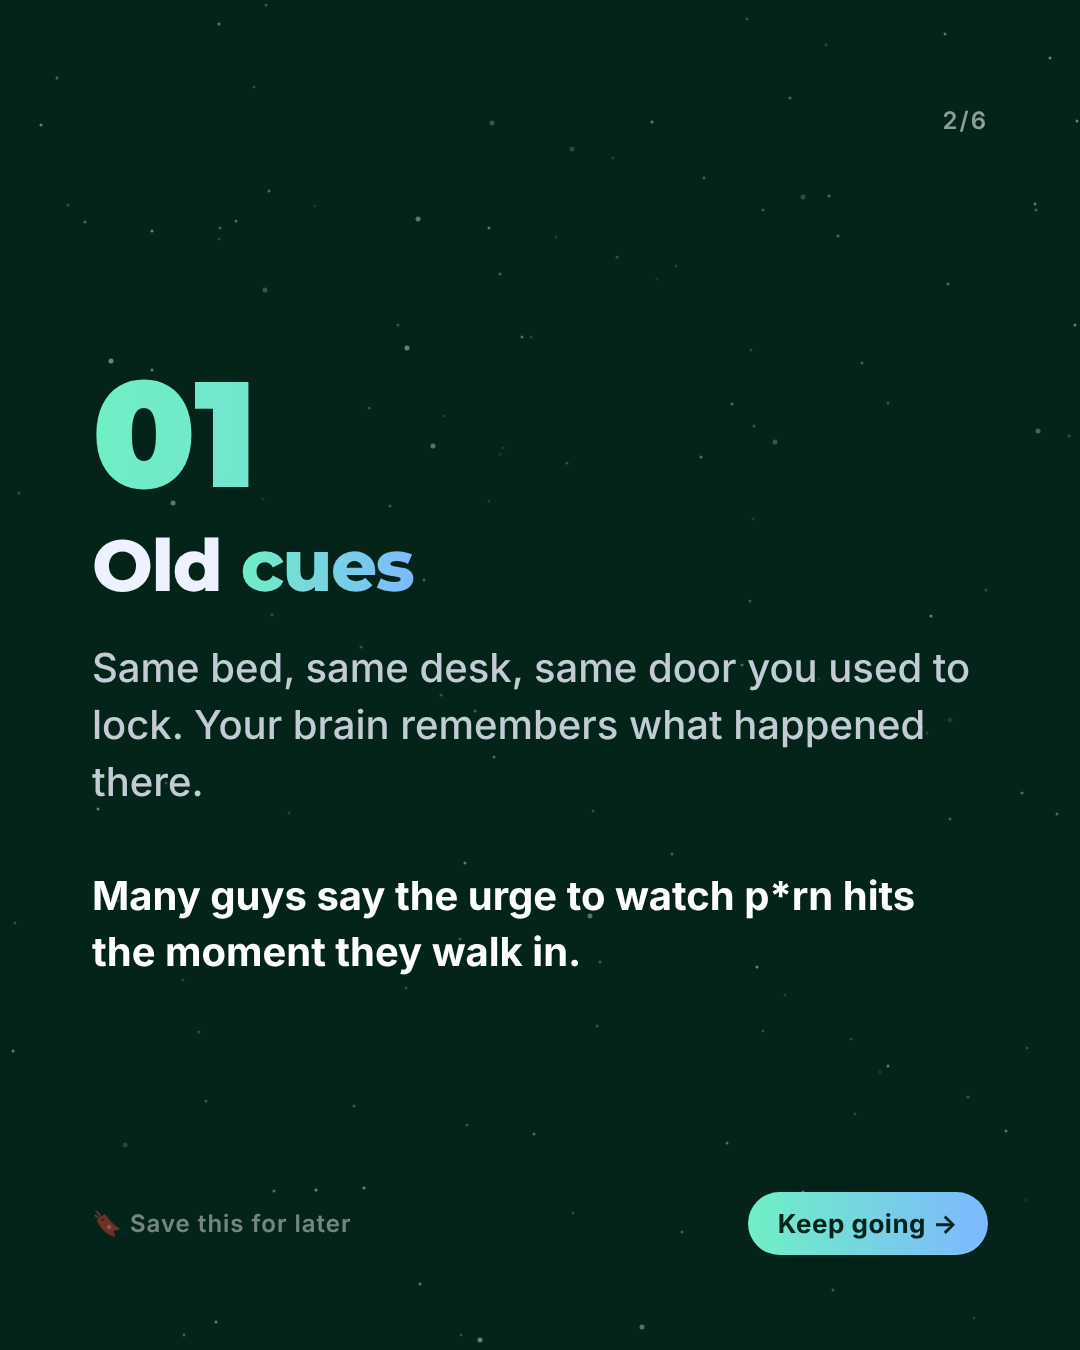 2/6
01
Old cues
Same bed, same desk, same door you used to
lock. Your brain remembers what happened
there.
Many guys say the urge to watch p*rn hits
the moment they walk in.
🔖 Save this for later
Keep going →